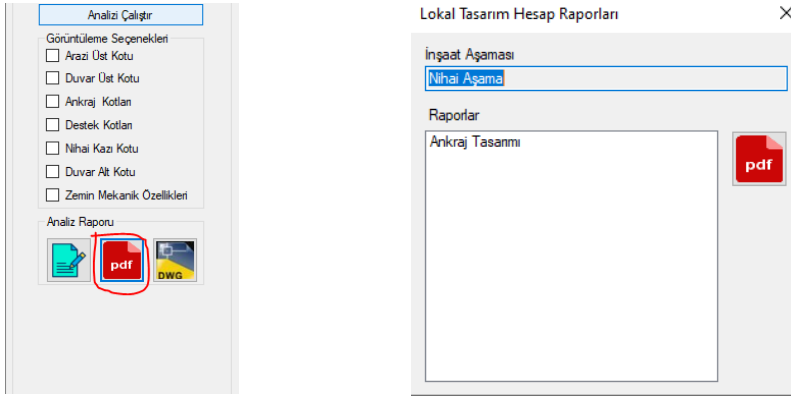 Analizi Çalıştır
Görüntüleme Seçenekleri
Arazi Üst Kotu
Duvar Üst Kotu
Ankraj Kotları
Destek Kotları
Nihai Kazı Kotu
Duvar Alt Kotu
Zemin Mekanik Özellikleri
Analiz Raporu
pdf
DWG
Lokal Tasarım Hesap Raporları
İnşaat Aşaması
Nihai Aşama
Raporlar
Ankraj Tasarımı
pdf